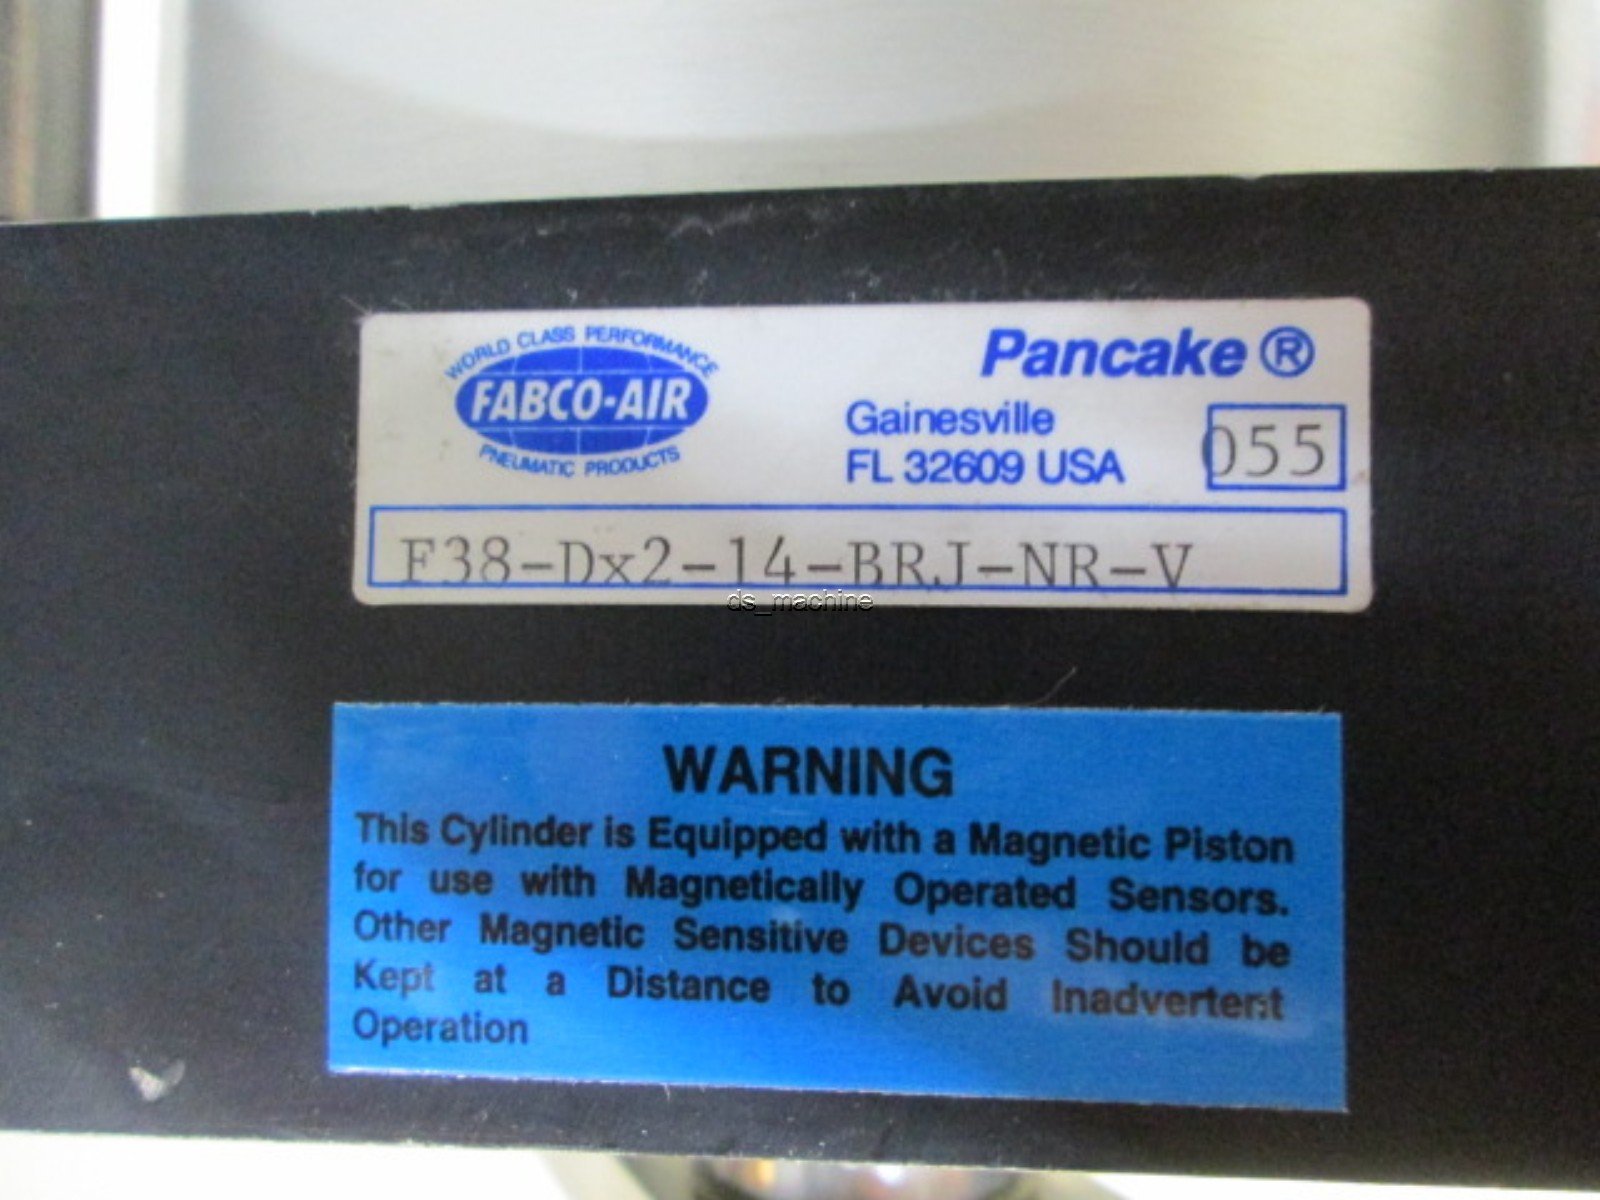 WORLD CLASS PERFORMANCE
FABCO-AIR
PNEUMATIC PRODUCTS
Pancake ®
Gainesville
FL 32609 USA
055
F38-Dx2-14-BRJ-NR-V
ds_machine
WARNING
This Cylinder is Equipped with a Magnetic Piston
for use with Magnetically Operated Sensors.
Other Magnetic Sensitive Devices Should be
Kept at a Distance to Avoid Inadvertent
Operation